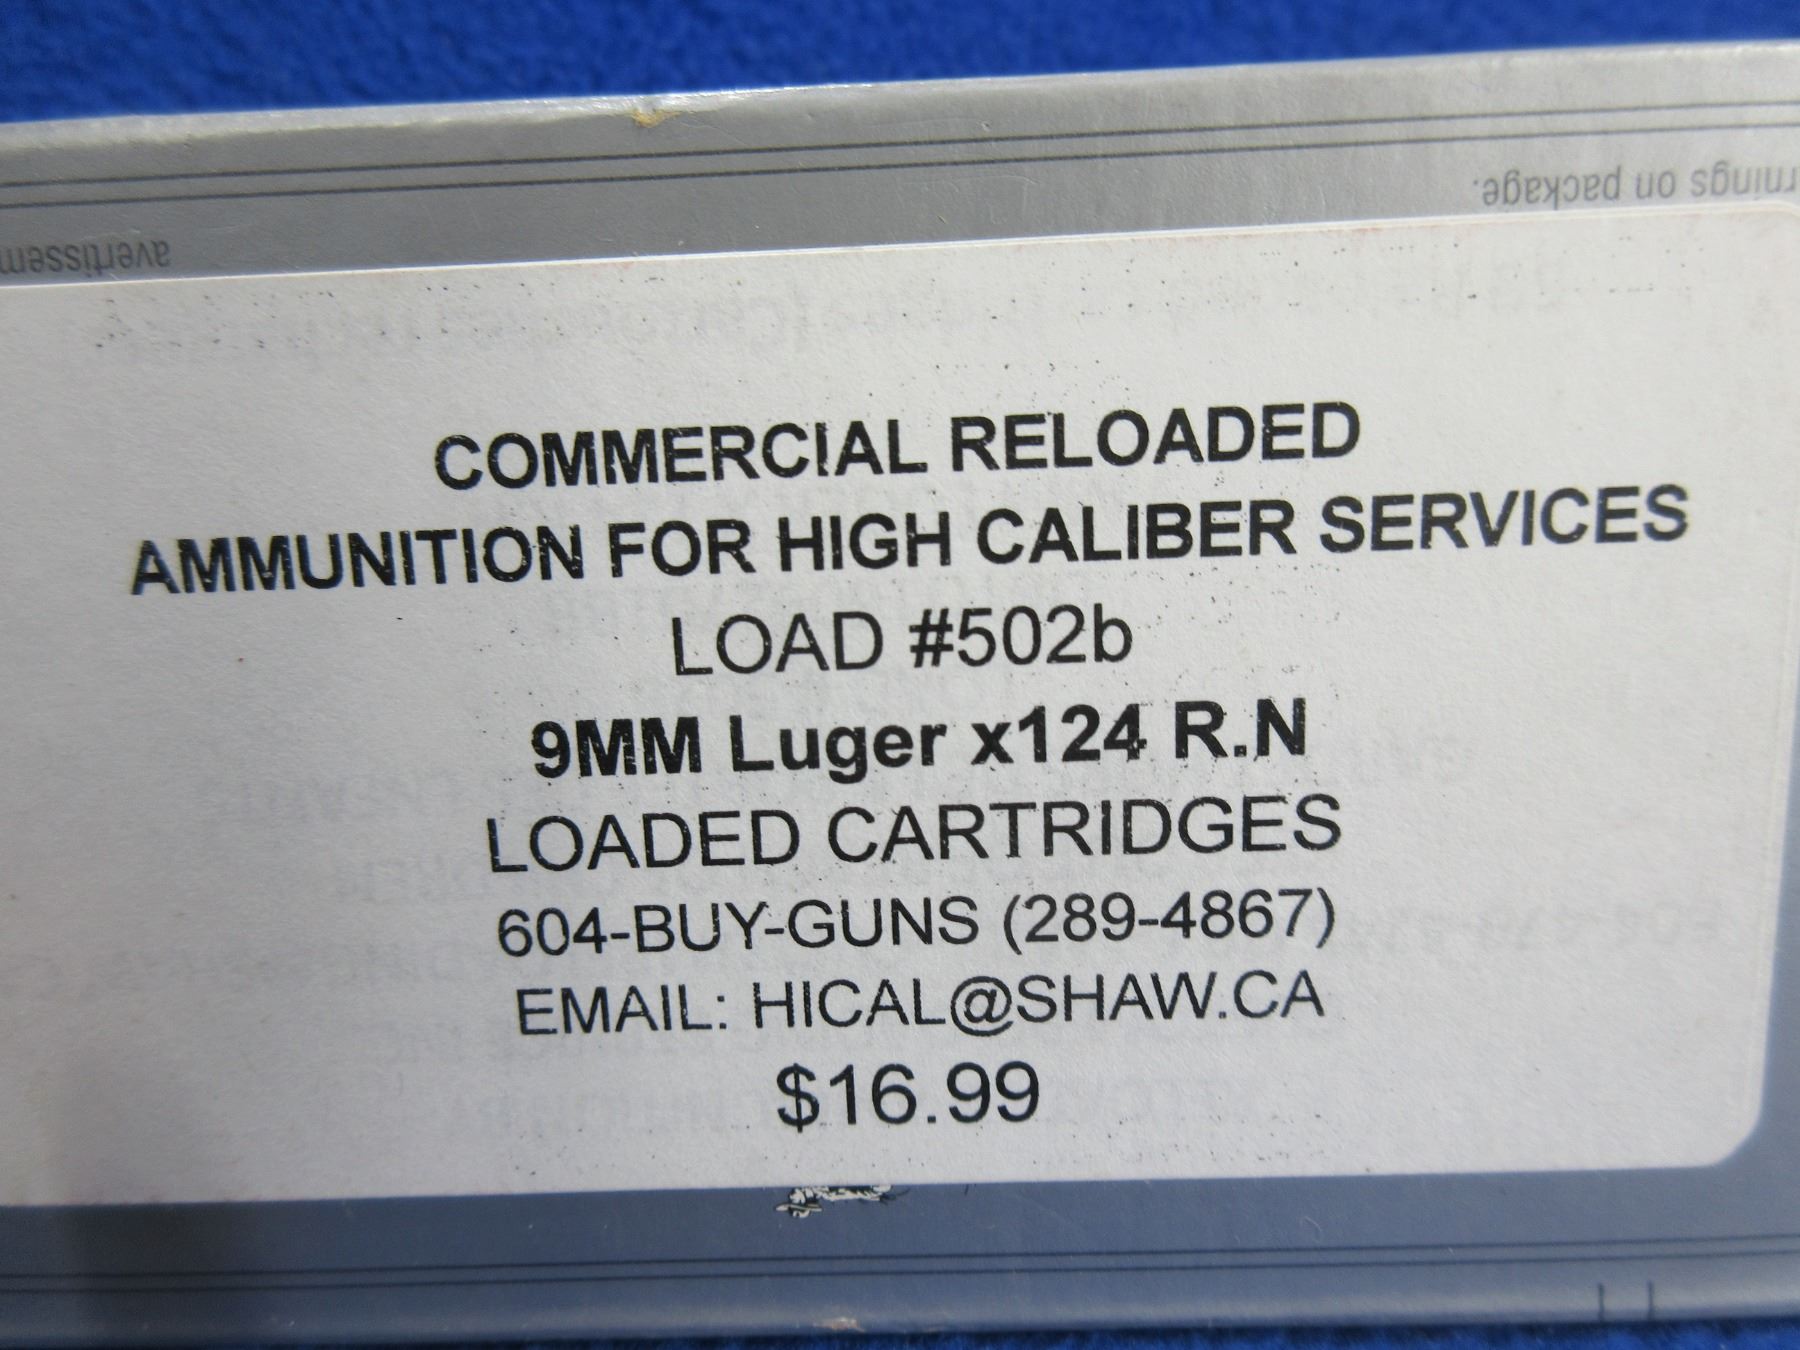 rnings on package.
avertissem
COMMERCIAL RELOADED
AMMUNITION FOR HIGH CALIBER SERVICES
LOAD #502b
9MM Luger x124 R.N
LOADED CARTRIDGES
604-BUY-GUNS (289-4867)
EMAIL: HICAL@SHAW.CA
$16.99